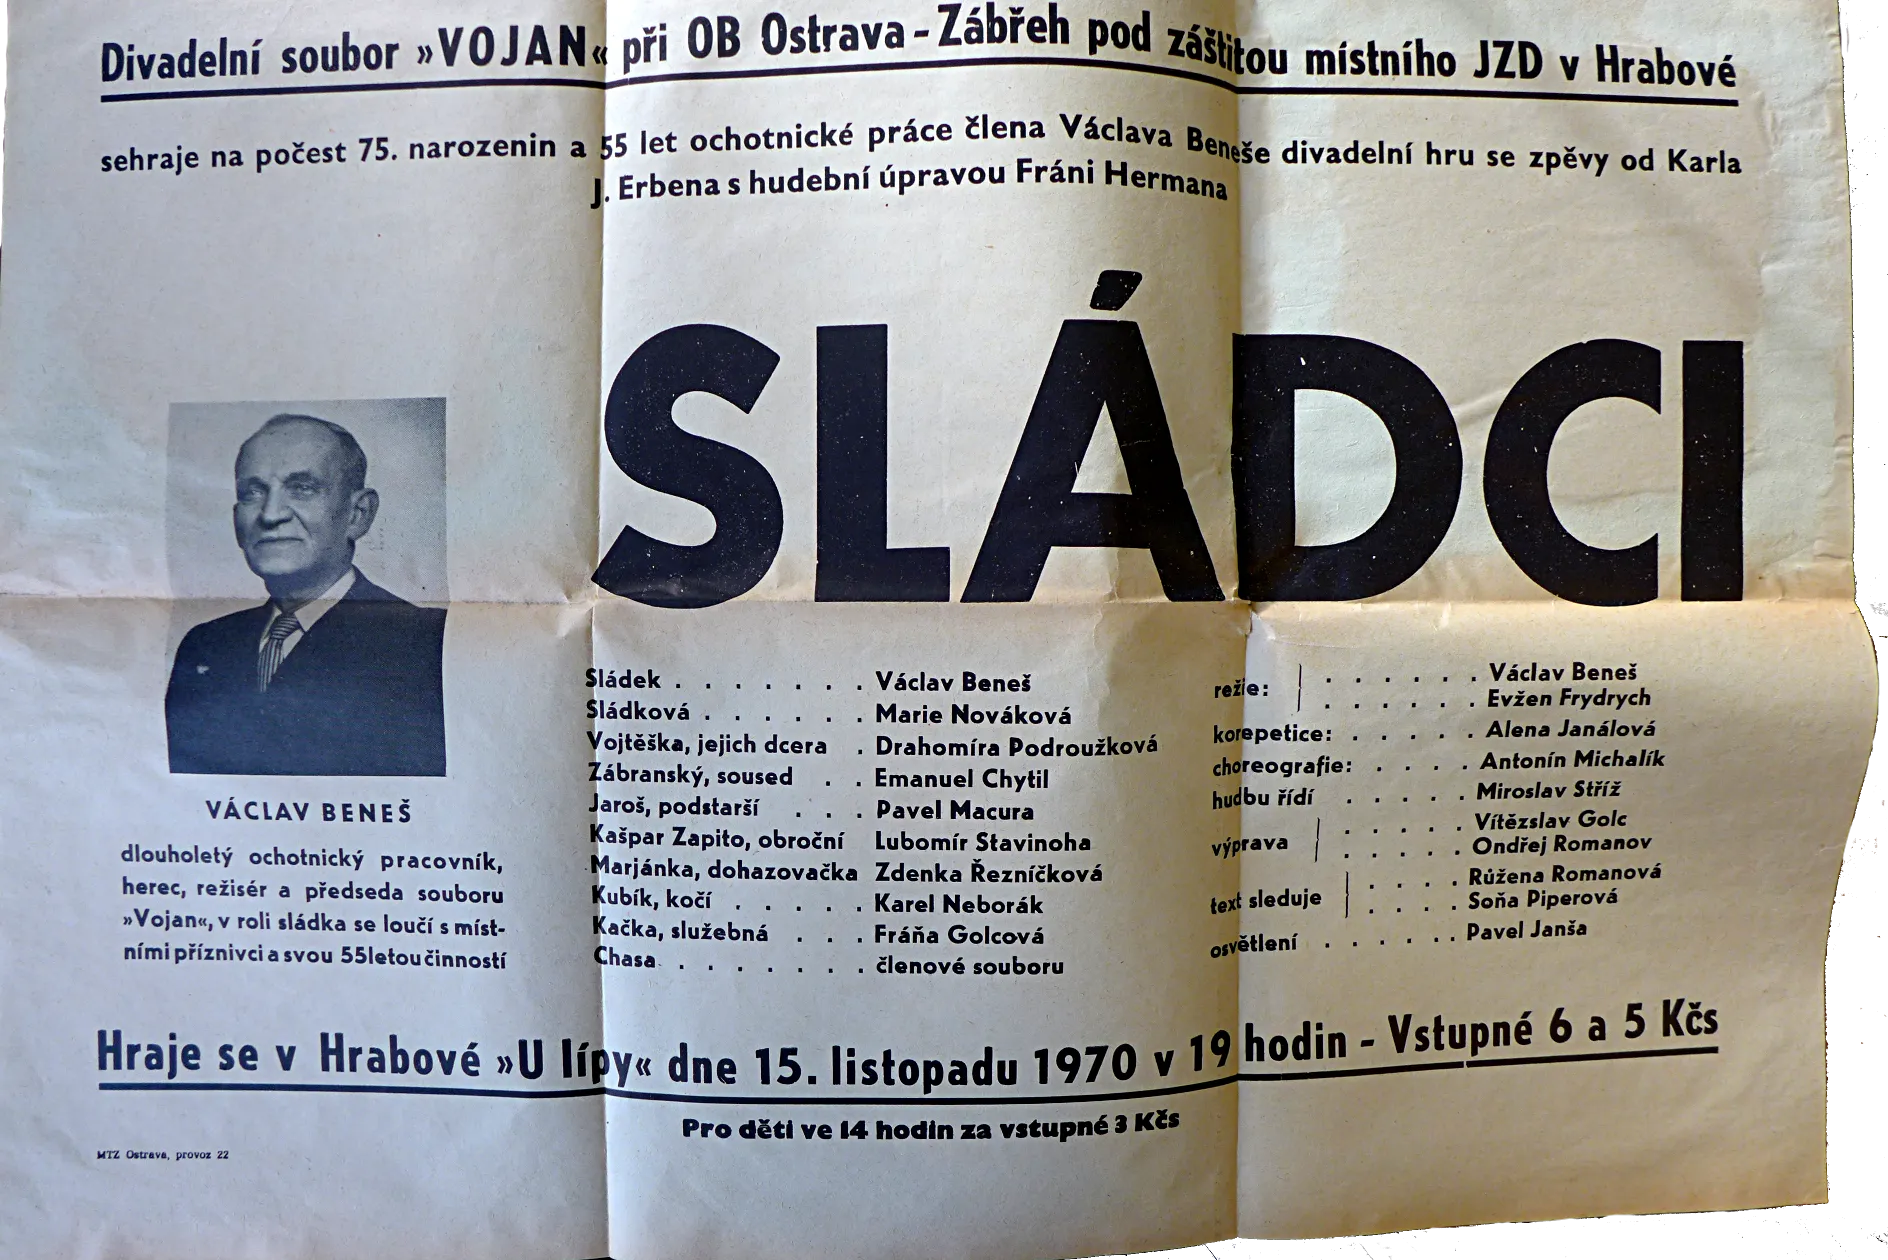 Divadelní soubor »VOJAN« při OB Ostrava - Zábřeh pod záštitou místního JZD v Hrabové
sehraje na počest 75. narozenin a 55 let ochotnické práce člena Václava Beneše divadelní hru se zpěvy od Karla
J. Erbena s hudební úpravou Fráni Hermana
SLÁDCI
VÁCLAV BENEŠ
dlouholetý ochotnický pracovník,
herec, režisér a předseda souboru
»Vojan«, v roli sládka se loučí s míst-
ními příznivci a svou 55letou činností
Sládek . . . . . . . Václav Beneš
Sládková . . . . . . Marie Nováková
Vojtěška, jejich dcera . Drahomíra Podroužková
Zábranský, soused . . Emanuel Chytil
Jaroš, podstarší . . . Pavel Macura
Kašpar Zapito, obroční Lubomír Stavinoha
Marjánka, dohazovačka Zdenka Řezníčková
Kubík, kočí . . . . . Karel Neborák
Kačka, služebná . . . Fráňa Golcová
Chasa . . . . . . . členové souboru
režie: . . . . . . Václav Beneš
. . . . . . Evžen Frydrych
korepetice: . . . . . Alena Janálová
choreografie: . . . . Antonín Michalík
hudbu řídí . . . . . Miroslav Stříž
výprava . . . . . Vítězslav Golc
. . . . . Ondřej Romanov
text sleduje . . . . Růžena Romanová
. . . . Soňa Piperová
osvětlení . . . . . . Pavel Janša
Hraje se v Hrabové »U lípy« dne 15. listopadu 1970 v 19 hodin - Vstupné 6 a 5 Kčs
Pro děti ve 14 hodin za vstupné 3 Kčs
MTZ Ostrava, provoz 22